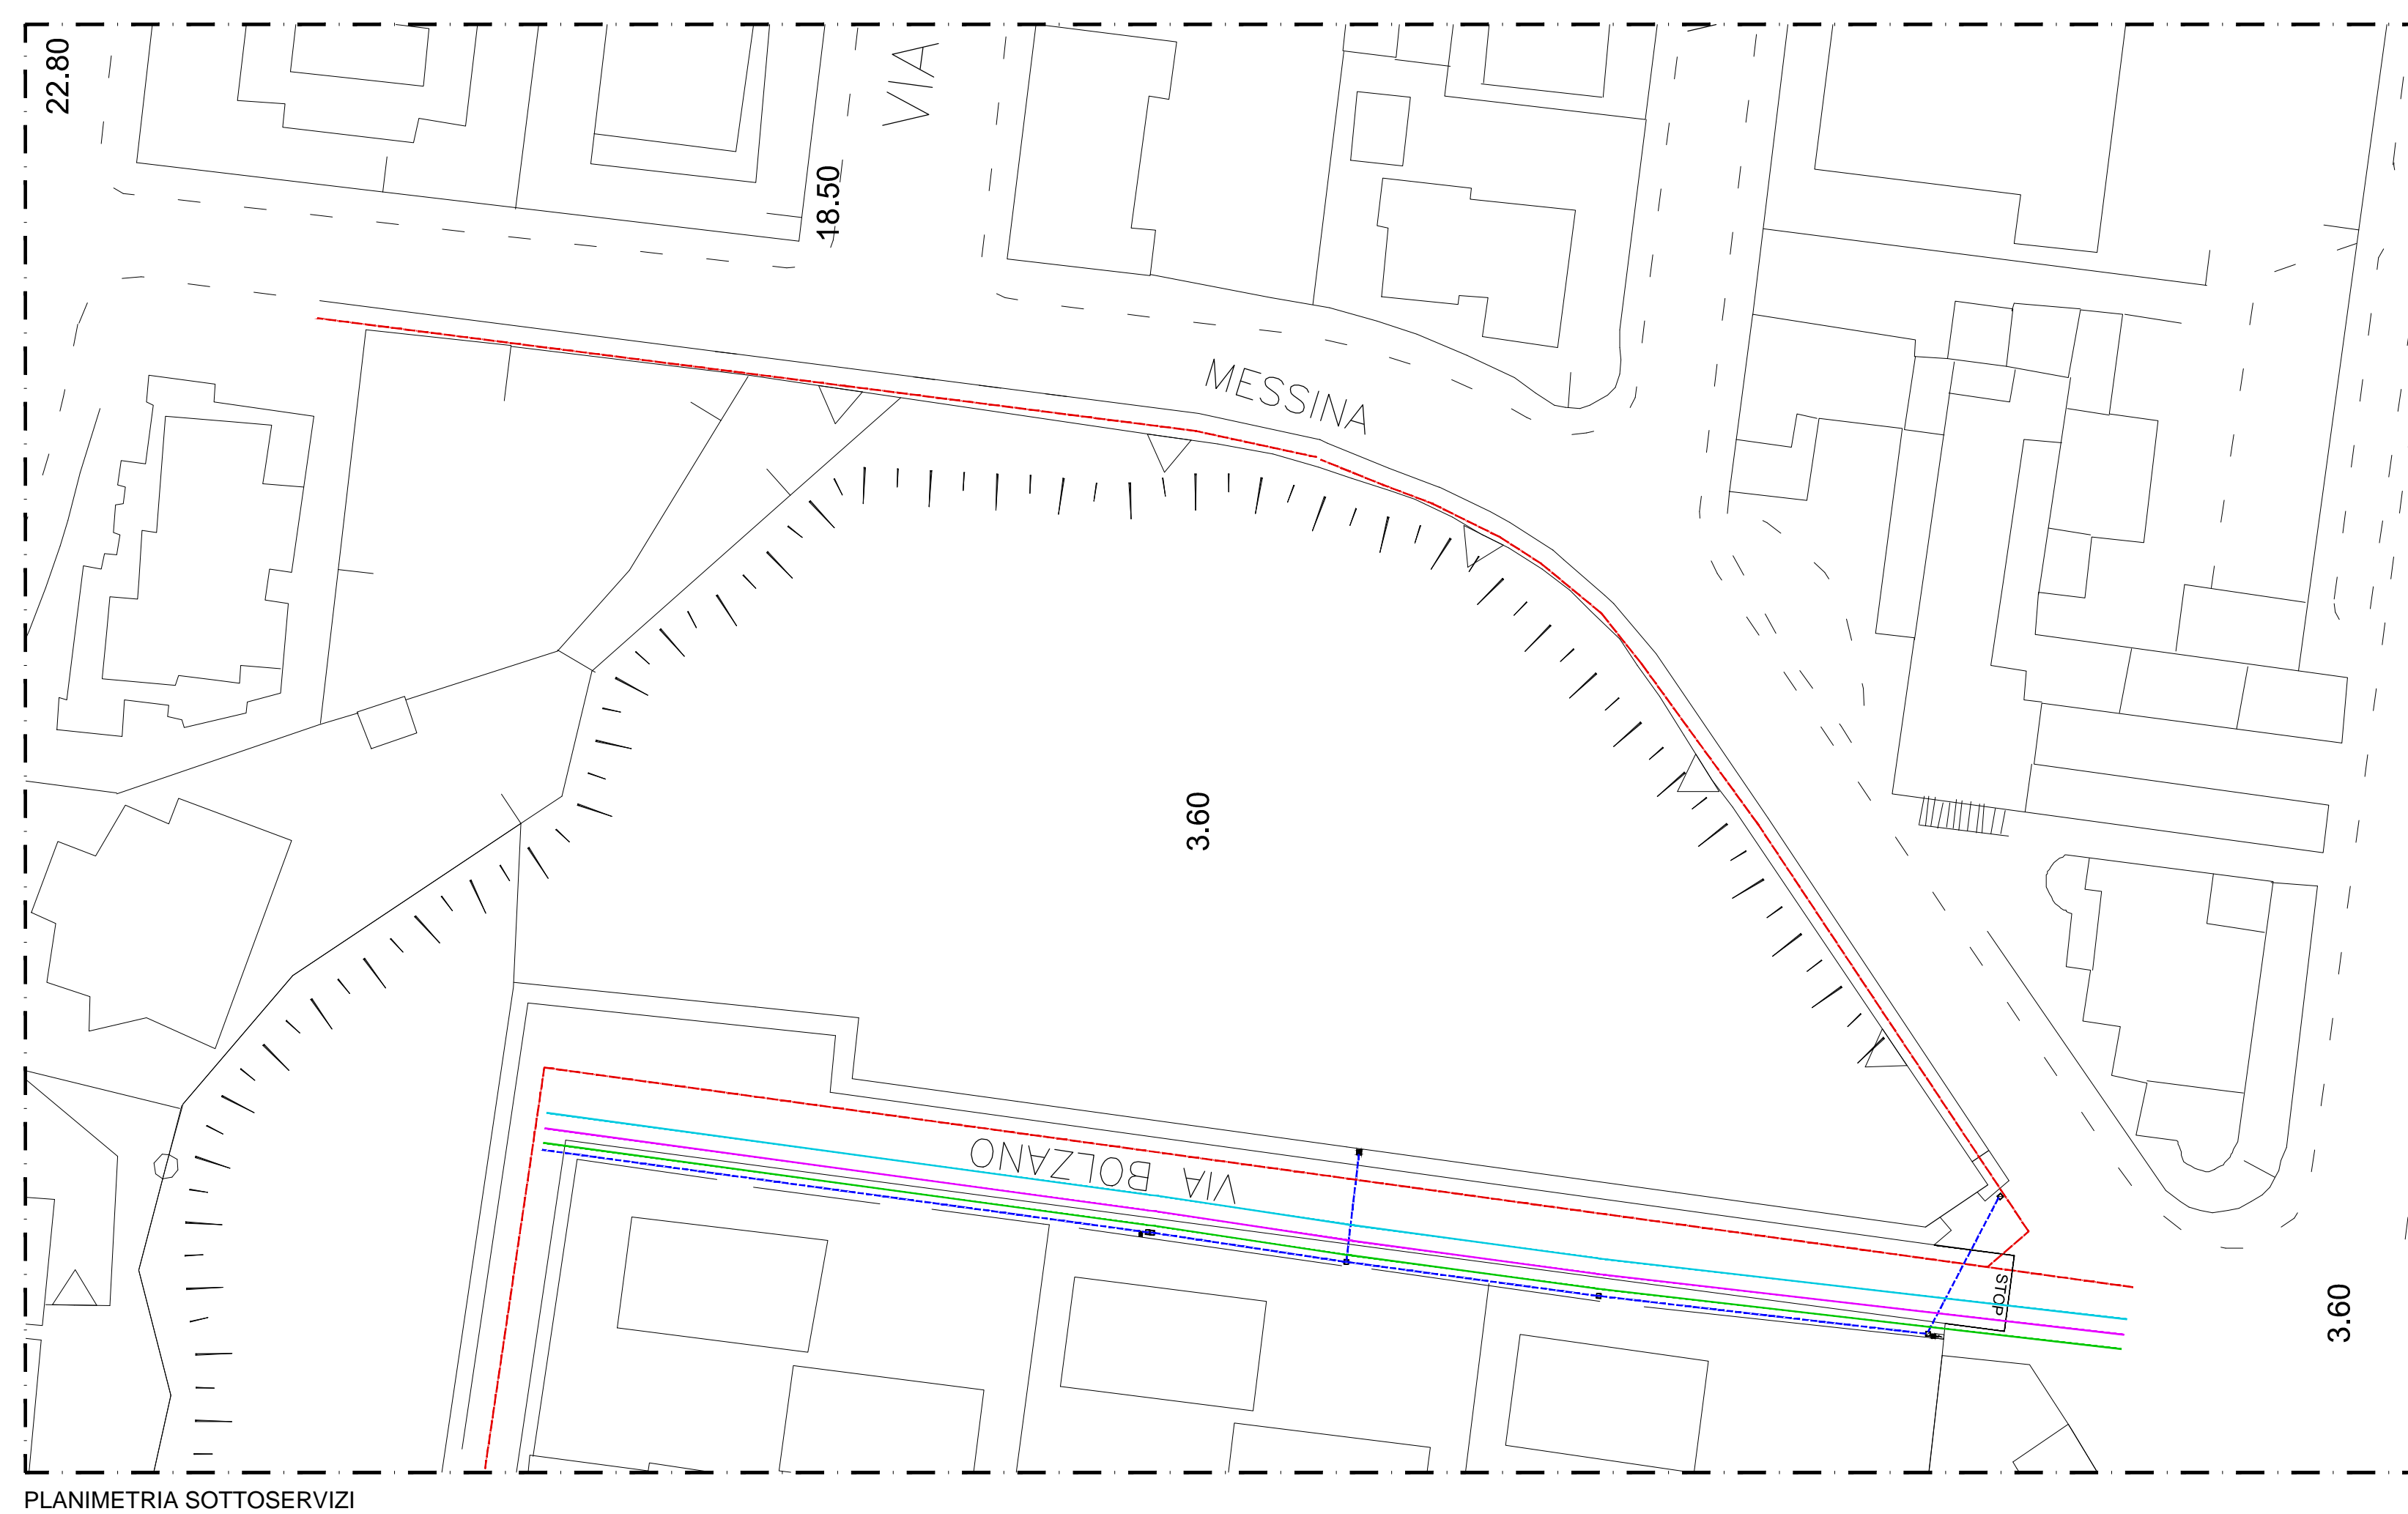 22.80
VIA
18.50
MESSINA
3.60
VIA BOLZANO
STOP
3.60
PLANIMETRIA SOTTOSERVIZI